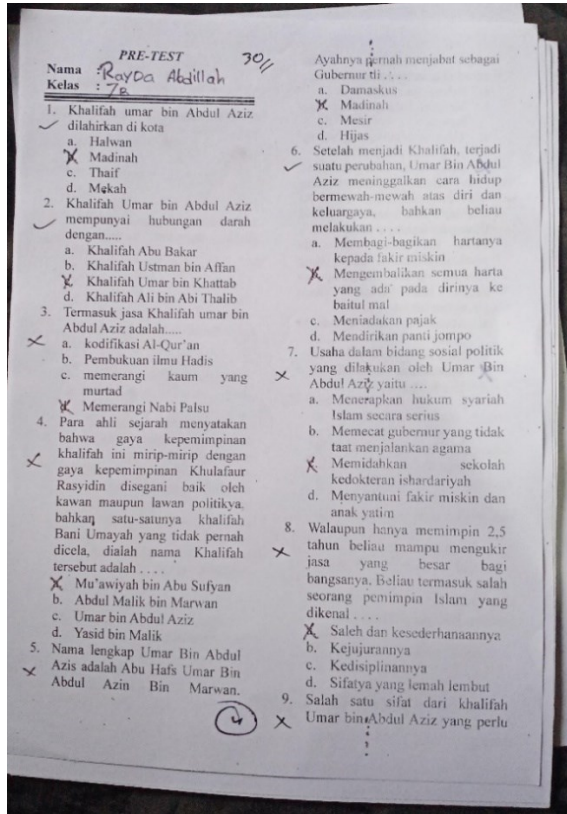 PRE-TEST
30//
Nama : Rayda Abdillah
Kelas : 7B
1. Khalifah umar bin Abdul Aziz
dilahirkan di kota
a. Halwan
b. Madinah
c. Thaif
d. Mekah
2. Khalifah Umar bin Abdul Aziz
mempunyai hubungan darah
dengan.....
a. Khalifah Abu Bakar
b. Khalifah Ustman bin Affan
c. Khalifah Umar bin Khattab
d. Khalifah Ali bin Abi Thalib
3. Termasuk jasa Khalifah umar bin
Abdul Aziz adalah.....
a. kodifikasi Al-Qur'an
b. Pembukuan ilmu Hadis
c. memerangi kaum yang
murtad
d. Memerangi Nabi Palsu
4. Para ahli sejarah menyatakan
bahwa gaya kepemimpinan
khalifah ini mirip-mirip dengan
gaya kepemimpinan Khulafaur
Rasyidin disegani baik oleh
kawan maupun lawan politikya,
bahkan satu-satunya khalifah
Bani Umayah yang tidak pernah
dicela, dialah nama Khalifah
tersebut adalah . . . .
a. Mu'awiyah bin Abu Sufyan
b. Abdul Malik bin Marwan
c. Umar bin Abdul Aziz
d. Yasid bin Malik
5. Nama lengkap Umar Bin Abdul
Azis adalah Abu Hafs Umar Bin
Abdul Azin Bin Marwan.
4
Ayahnya pernah menjabat sebagai
Gubernur di . . . .
a. Damaskus
b. Madinah
c. Mesir
d. Hijas
6. Setelah menjadi Khalifah, terjadi
suatu perubahan, Umar Bin Abdul
Aziz meninggalkan cara hidup
bermewah-mewah atas diri dan
keluargaya, bahkan beliau
melakukan . . . .
a. Membagi-bagikan hartanya
kepada fakir miskin
b. Mengembalikan semua harta
yang ada pada dirinya ke
baitul mal
c. Meniadakan pajak
d. Mendirikan panti jompo
7. Usaha dalam bidang sosial politik
yang dilakukan oleh Umar Bin
Abdul Aziz yaitu ....
a. Menerapkan hukum syariah
Islam secara serius
b. Memecat gubernur yang tidak
taat menjalankan agama
c. Memidahkan sekolah
kedokteran ishardariyah
d. Menyantuni fakir miskin dan
anak yatim
8. Walaupun hanya memimpin 2,5
tahun beliau mampu mengukir
jasa yang besar bagi
bangsanya, Beliau termasuk salah
seorang pemimpin Islam yang
dikenal . . . .
a. Saleh dan kesederhanaannya
b. Kejujurannya
c. Kedisiplinannya
d. Sifatya yang lemah lembut
9. Salah satu sifat dari khalifah
Umar bin Abdul Aziz yang perlu